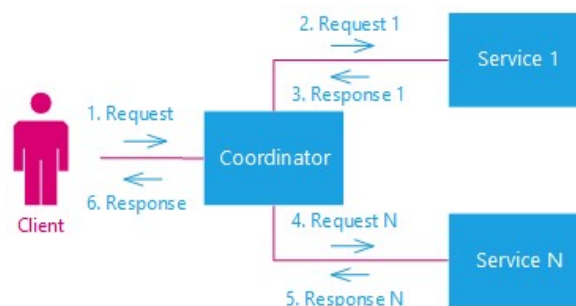 2. Request 1
Service 1
3. Response 1
1. Request
Coordinator
6. Response
Client
4. Request N
Service N
5. Response N